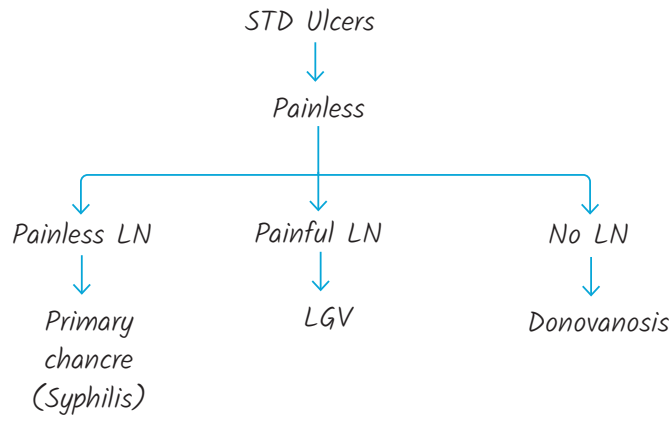 STD Ulcers
Painless
Painless LN
Painful LN
No LN
Primary
chancre
(Syphilis)
LGV
Donovanosis